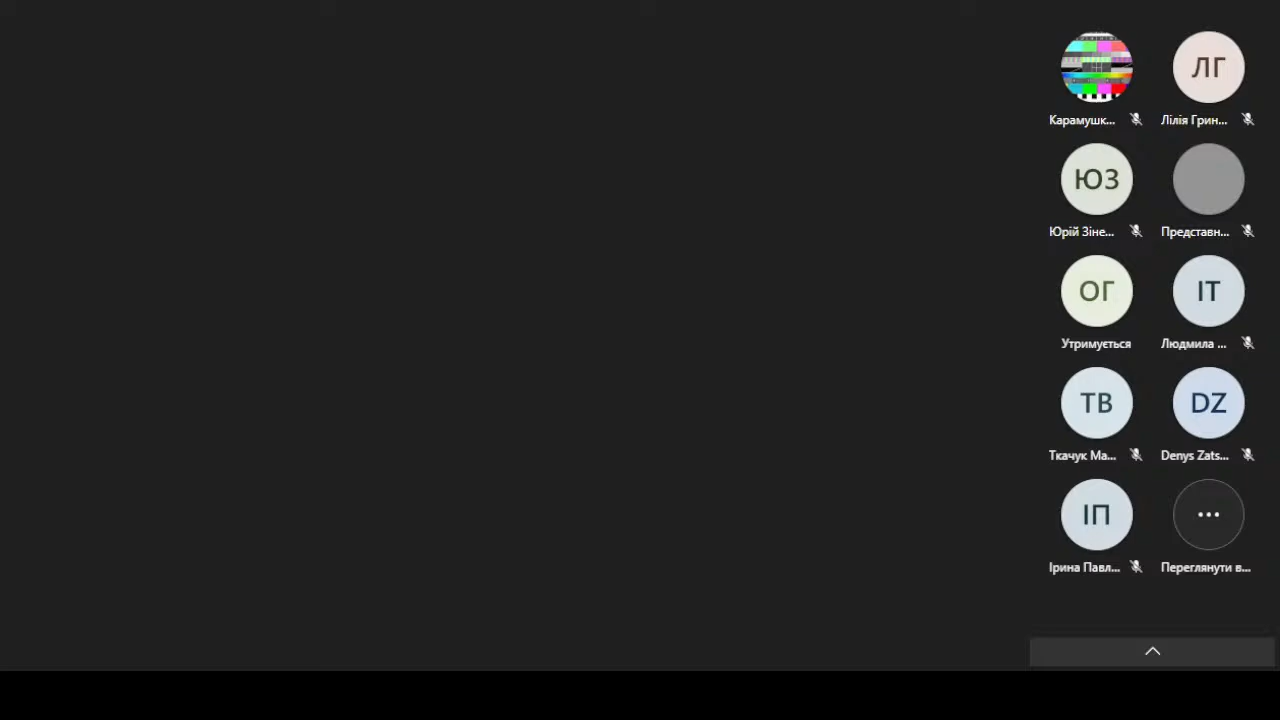 ЛГ
Карамушк... Лілія Грин...
ЮЗ
Юрій Зіне... Представн...
ОГ ІТ
Утримується Людмила ...
ТВ DZ
Ткачук Ма... Denys Zats...
ІП ...
Ірина Павл... Переглянути в...